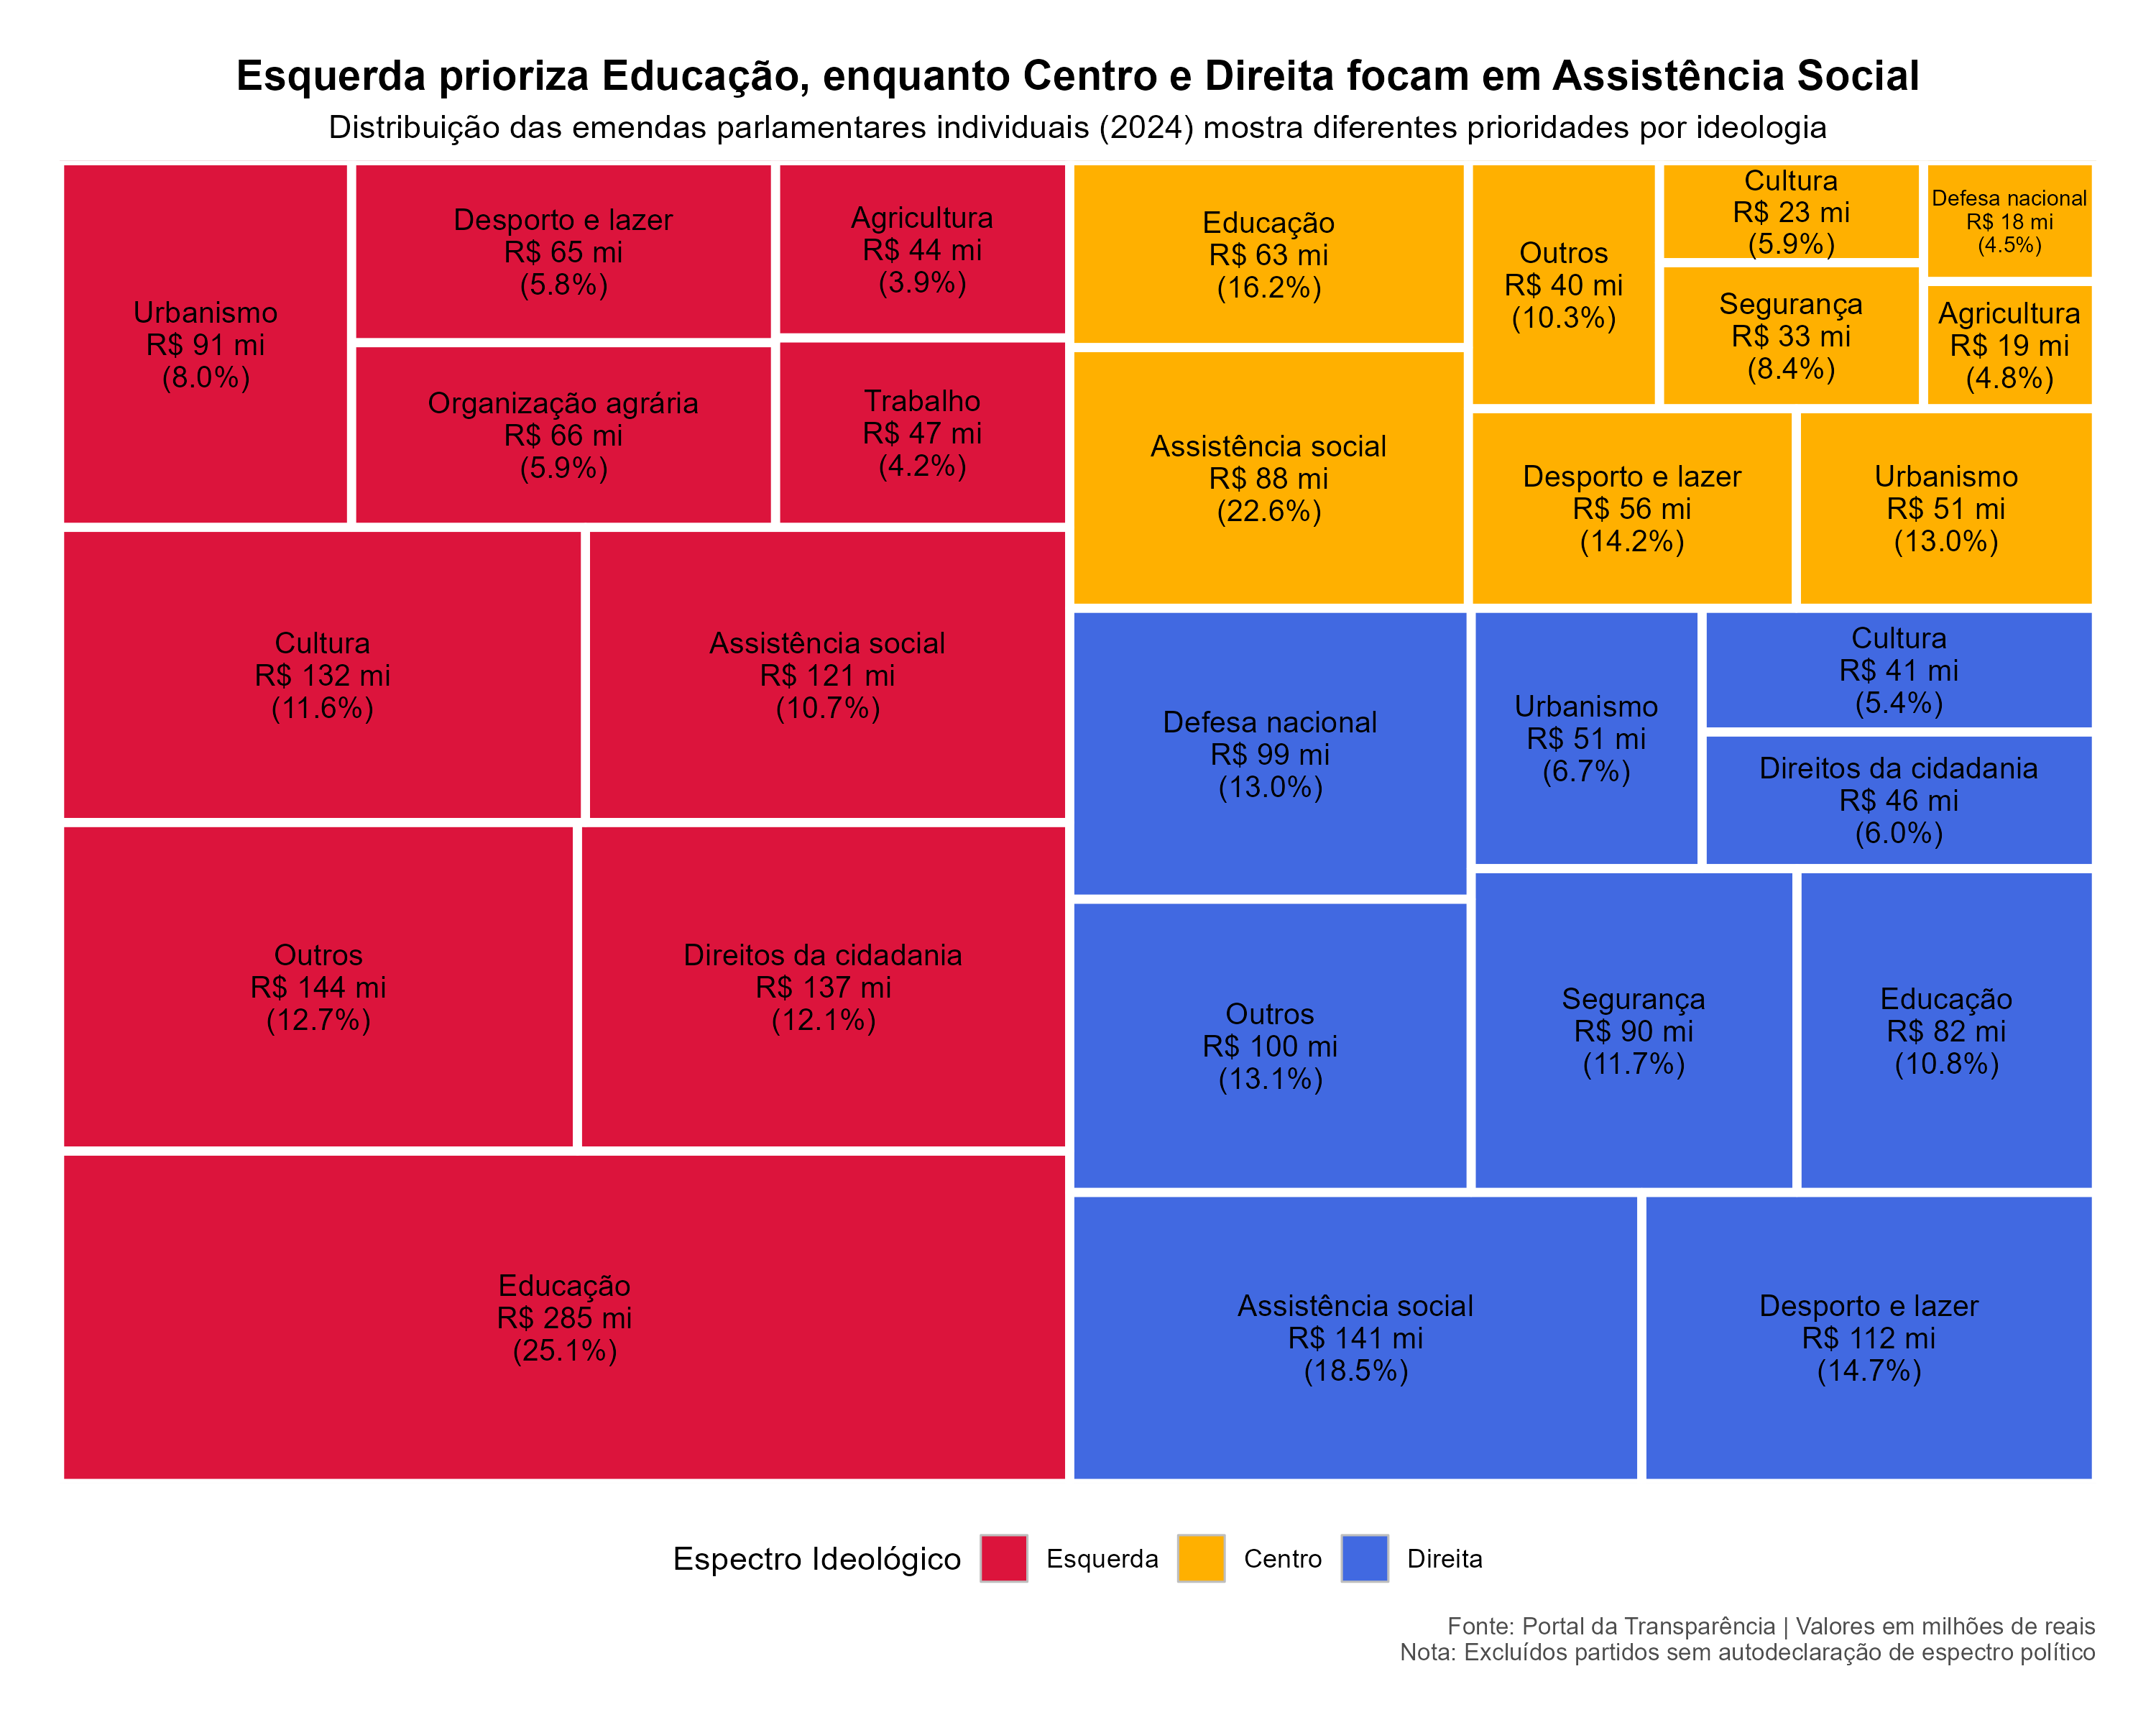 Esquerda prioriza Educação, enquanto Centro e Direita focam em Assistência Social
Distribuição das emendas parlamentares individuais (2024) mostra diferentes prioridades por ideologia
Urbanismo
R$ 91 mi
(8.0%)
Desporto e lazer
R$ 65 mi
(5.8%)
Agricultura
R$ 44 mi
(3.9%)
Organização agrária
R$ 66 mi
(5.9%)
Trabalho
R$ 47 mi
(4.2%)
Cultura
R$ 132 mi
(11.6%)
Assistência social
R$ 121 mi
(10.7%)
Outros
R$ 144 mi
(12.7%)
Direitos da cidadania
R$ 137 mi
(12.1%)
Educação
R$ 285 mi
(25.1%)
Educação
R$ 63 mi
(16.2%)
Outros
R$ 40 mi
(10.3%)
Cultura
R$ 23 mi
(5.9%)
Defesa nacional
R$ 18 mi
(4.5%)
Segurança
R$ 33 mi
(8.4%)
Agricultura
R$ 19 mi
(4.8%)
Assistência social
R$ 88 mi
(22.6%)
Desporto e lazer
R$ 56 mi
(14.2%)
Urbanismo
R$ 51 mi
(13.0%)
Defesa nacional
R$ 99 mi
(13.0%)
Urbanismo
R$ 51 mi
(6.7%)
Cultura
R$ 41 mi
(5.4%)
Direitos da cidadania
R$ 46 mi
(6.0%)
Outros
R$ 100 mi
(13.1%)
Segurança
R$ 90 mi
(11.7%)
Educação
R$ 82 mi
(10.8%)
Assistência social
R$ 141 mi
(18.5%)
Desporto e lazer
R$ 112 mi
(14.7%)
Espectro Ideológico Esquerda Centro Direita
Fonte: Portal da Transparência | Valores em milhões de reais
Nota: Excluídos partidos sem autodeclaração de espectro político